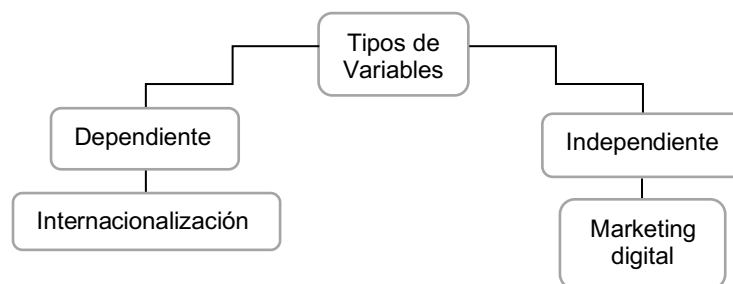 Tipos de
Variables
Dependiente
Independiente
Internacionalización
Marketing
digital